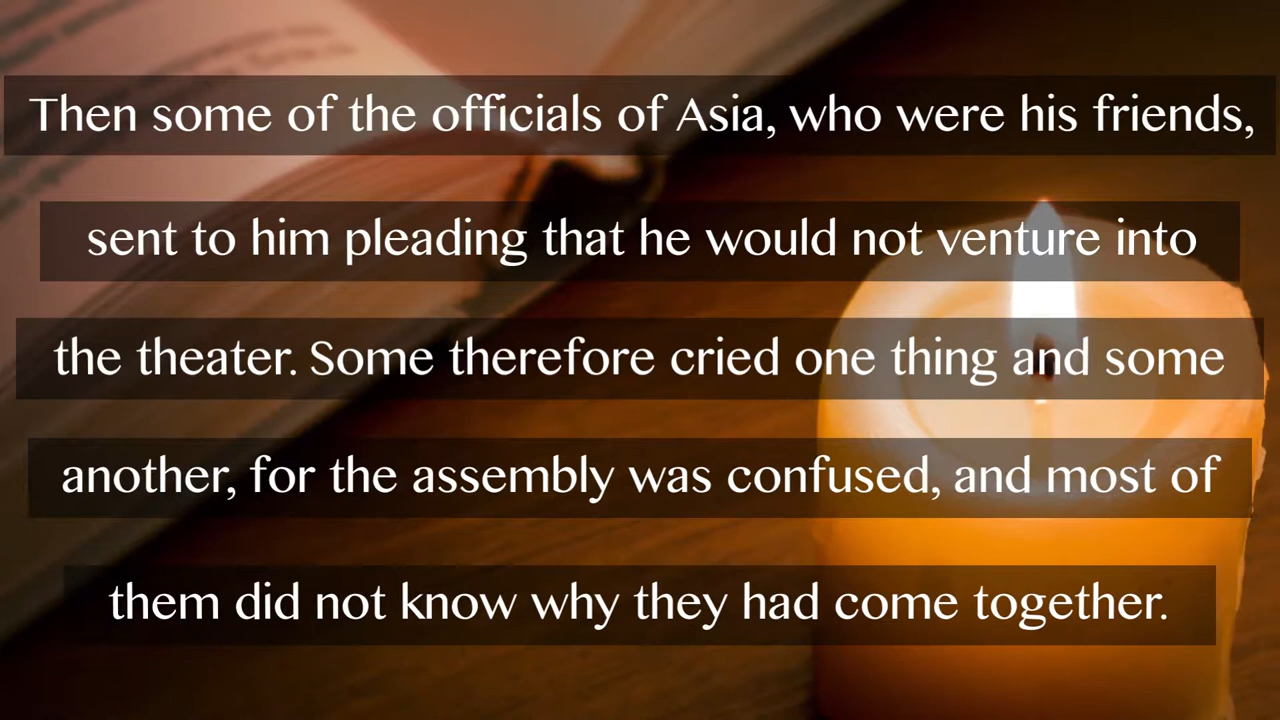 Then some of the officials of Asia, who were his friends,
sent to him pleading that he would not venture into
the theater. Some therefore cried one thing and some
another, for the assembly was confused, and most of
them did not know why they had come together.